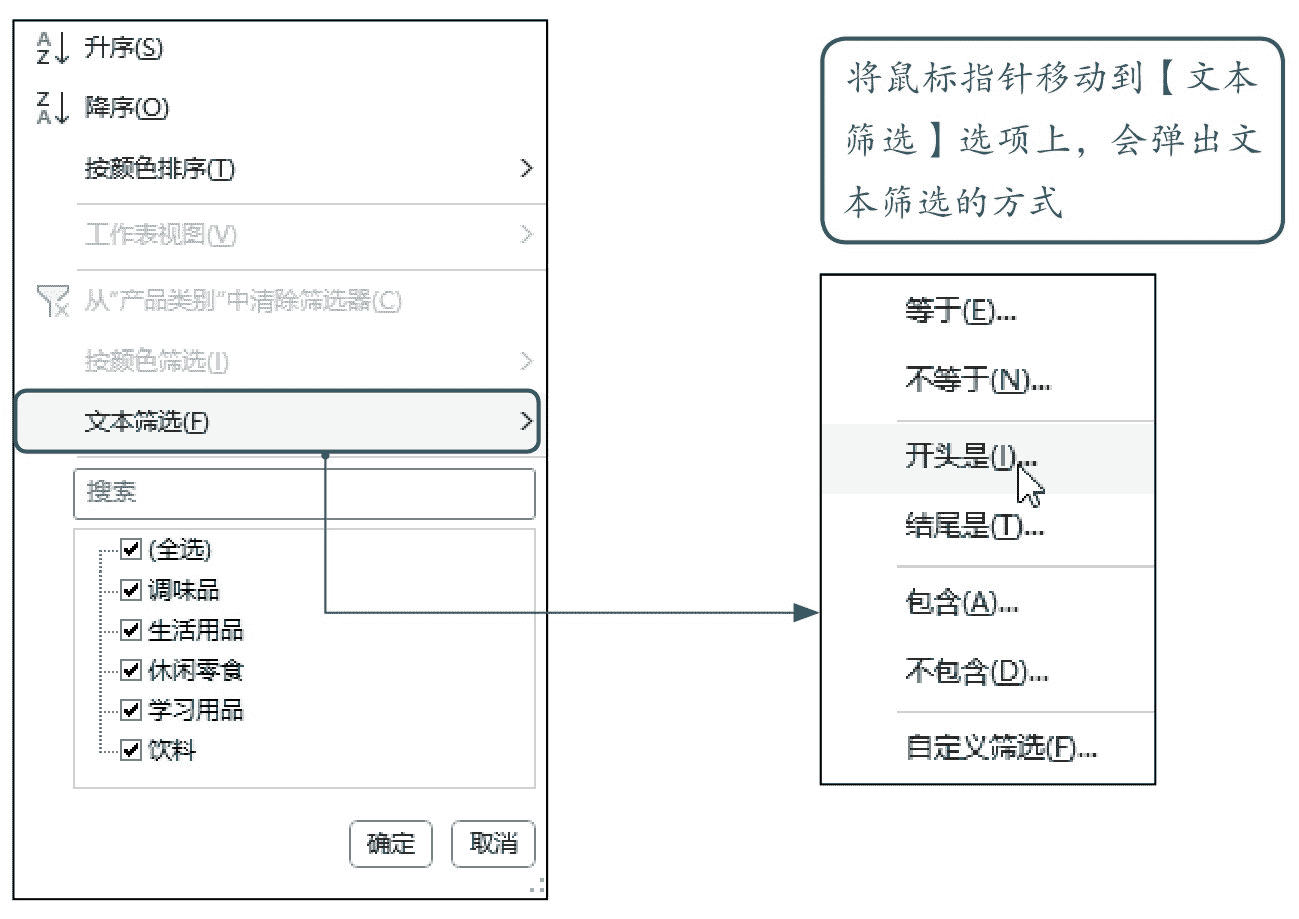 升序(S)
降序(O)
按颜色排序(T)
工作表视图(V)
从"产品类别"中清除筛选器(C)
按颜色筛选(I)
文本筛选(F)
搜索
(全选)
调味品
生活用品
休闲零食
学习用品
饮料
确定 取消
将鼠标指针移动到【文本
筛选】选项上，会弹出文
本筛选的方式
等于(E)...
不等于(N)...
开头是(I)...
结尾是(T)...
包含(A)...
不包含(D)...
自定义筛选(F)...